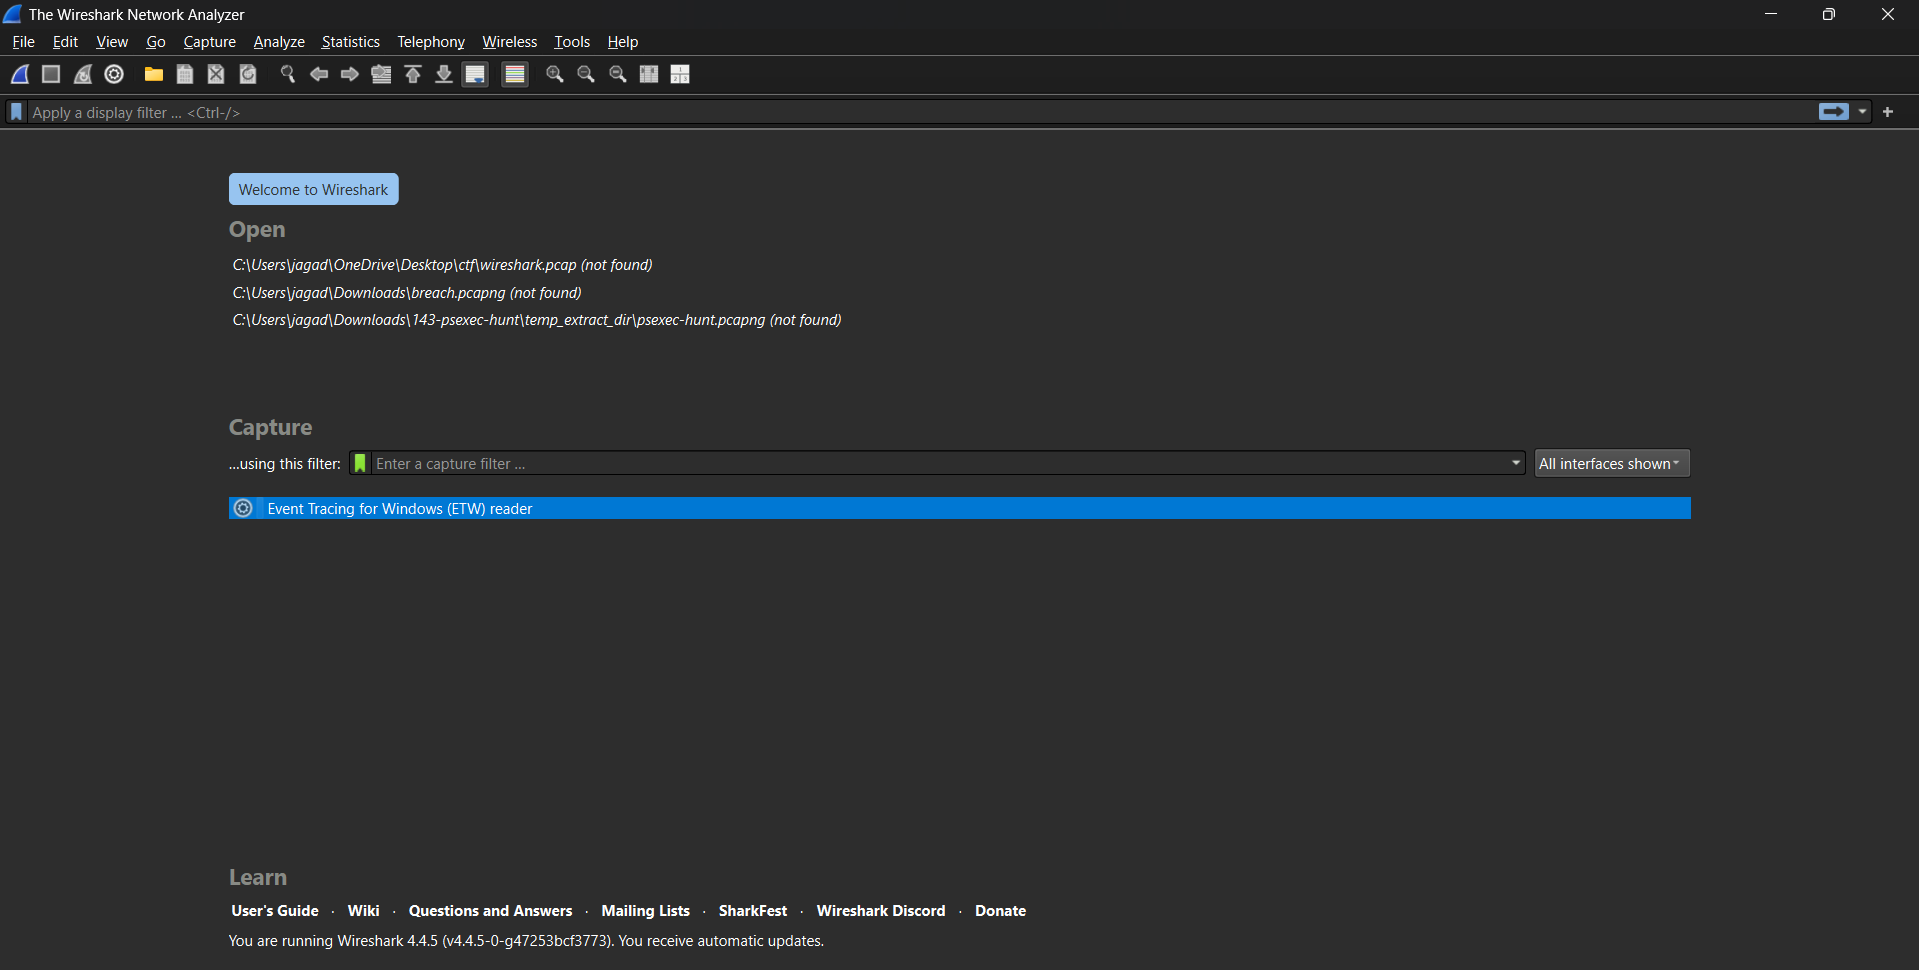 The Wireshark Network Analyzer
File Edit View Go Capture Analyze Statistics Telephony Wireless Tools Help
Apply a display filter ... <Ctrl-/>
Welcome to Wireshark
Open
C:\Users\jagad\OneDrive\Desktop\ctf\wireshark.pcap (not found)
C:\Users\jagad\Downloads\breach.pcapng (not found)
C:\Users\jagad\Downloads\143-psexec-hunt\temp_extract_dir\psexec-hunt.pcapng (not found)
Capture
...using this filter: Enter a capture filter ... All interfaces shown
Event Tracing for Windows (ETW) reader
Learn
User's Guide · Wiki · Questions and Answers · Mailing Lists · SharkFest · Wireshark Discord · Donate
You are running Wireshark 4.4.5 (v4.4.5-0-g47253bcf3773). You receive automatic updates.